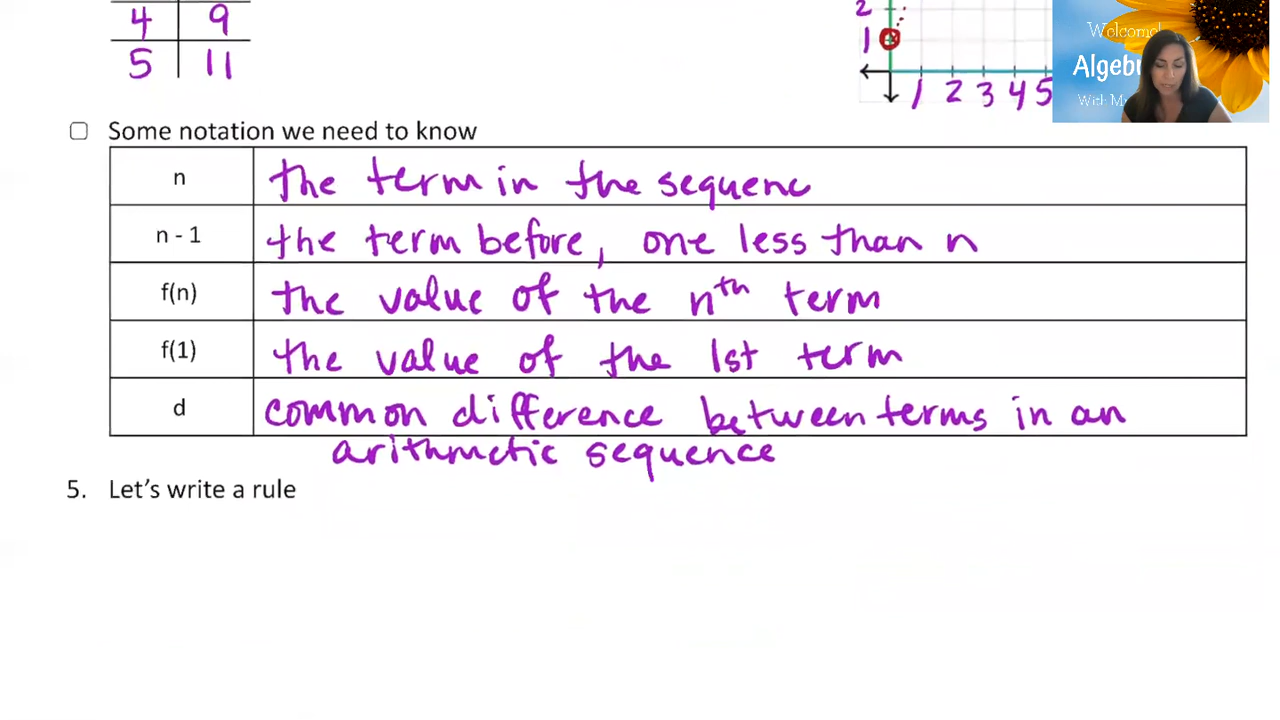 4 9
5 11
2
1
1 2 3 4 5
Welcome!
Algeb
With M
Some notation we need to know
n the term in the sequenc
n - 1 the term before, one less than n
f(n) the value of the nth term
f(1) the value of the 1st term
d common difference between terms in an
arithmetic sequence
5. Let's write a rule